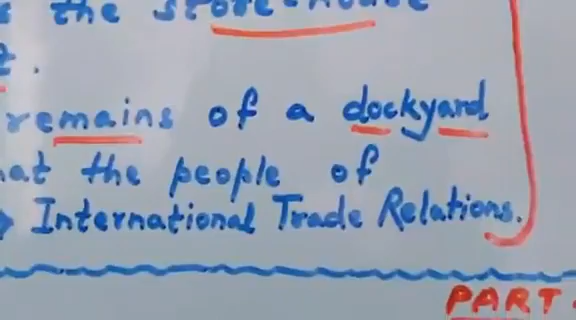 the store-house
remains of a dockyard
the people of
International Trade Relations.
PART